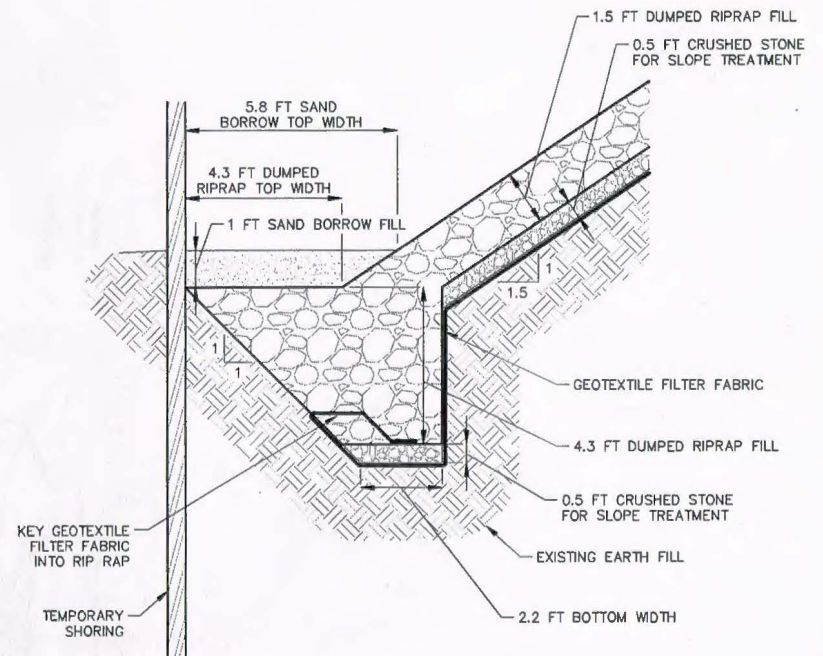 1.5 FT DUMPED RIPRAP FILL
0.5 FT CRUSHED STONE
FOR SLOPE TREATMENT
5.8 FT SAND
BORROW TOP WIDTH
4.3 FT DUMPED
RIPRAP TOP WIDTH
1 FT SAND BORROW FILL
1
1.5
1
1
GEOTEXTILE FILTER FABRIC
4.3 FT DUMPED RIPRAP FILL
0.5 FT CRUSHED STONE
FOR SLOPE TREATMENT
KEY GEOTEXTILE
FILTER FABRIC
INTO RIP RAP
EXISTING EARTH FILL
TEMPORARY
SHORING
2.2 FT BOTTOM WIDTH